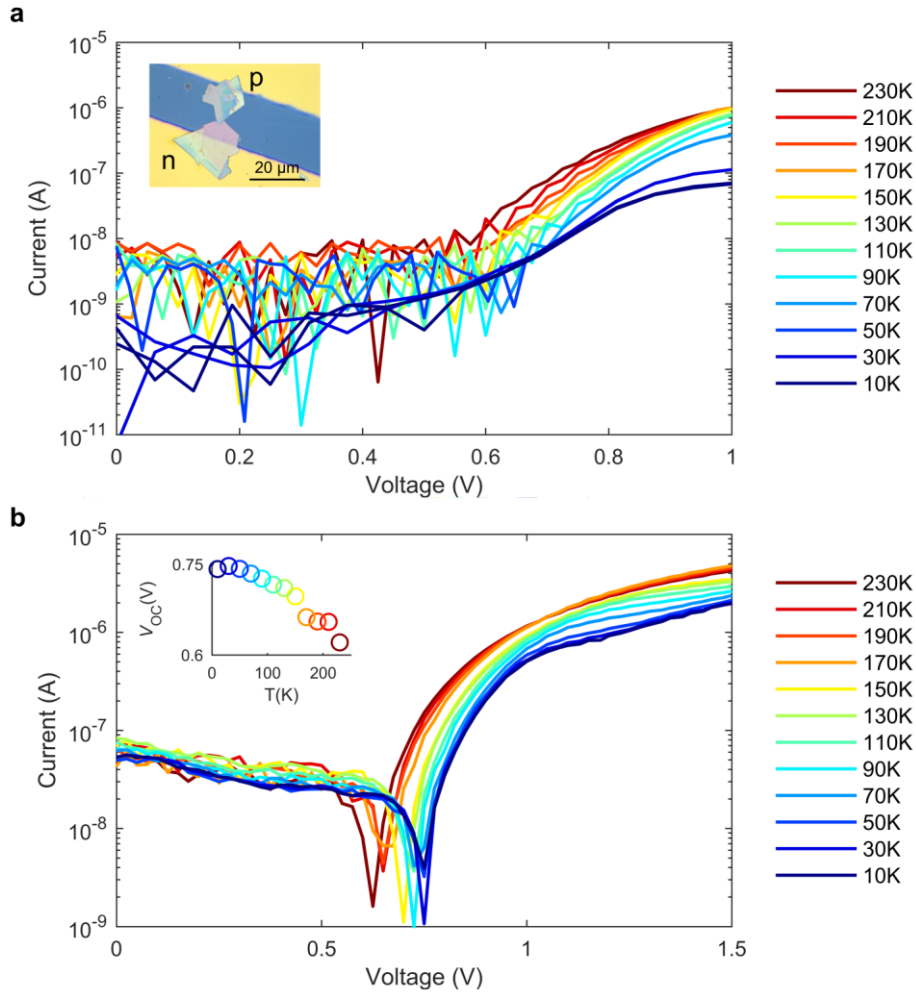 a
10^-5
10^-6
10^-7
10^-8
10^-9
10^-10
10^-11
Current (A)
p
n
20 µm
0
0.2
0.4
0.6
0.8
1
Voltage (V)
230K
210K
190K
170K
150K
130K
110K
90K
70K
50K
30K
10K
b
10^-5
10^-6
10^-7
10^-8
10^-9
Current (A)
0.75
0.6
V_OC(V)
0
100
200
T(K)
0
0.5
1
1.5
Voltage (V)
230K
210K
190K
170K
150K
130K
110K
90K
70K
50K
30K
10K